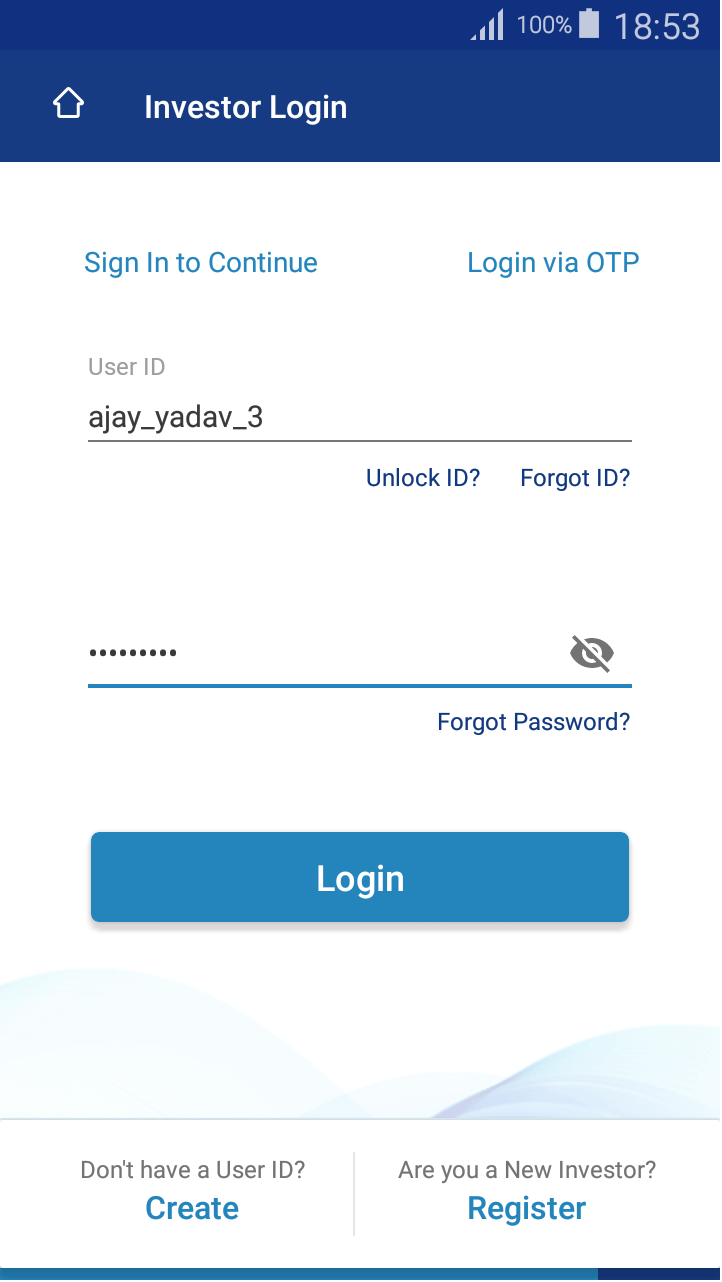 100% 18:53
Investor Login
Sign In to Continue Login via OTP
User ID
ajay_yadav_3
Unlock ID? Forgot ID?
•••••••••
Forgot Password?
Login
Don't have a User ID? Are you a New Investor?
Create Register